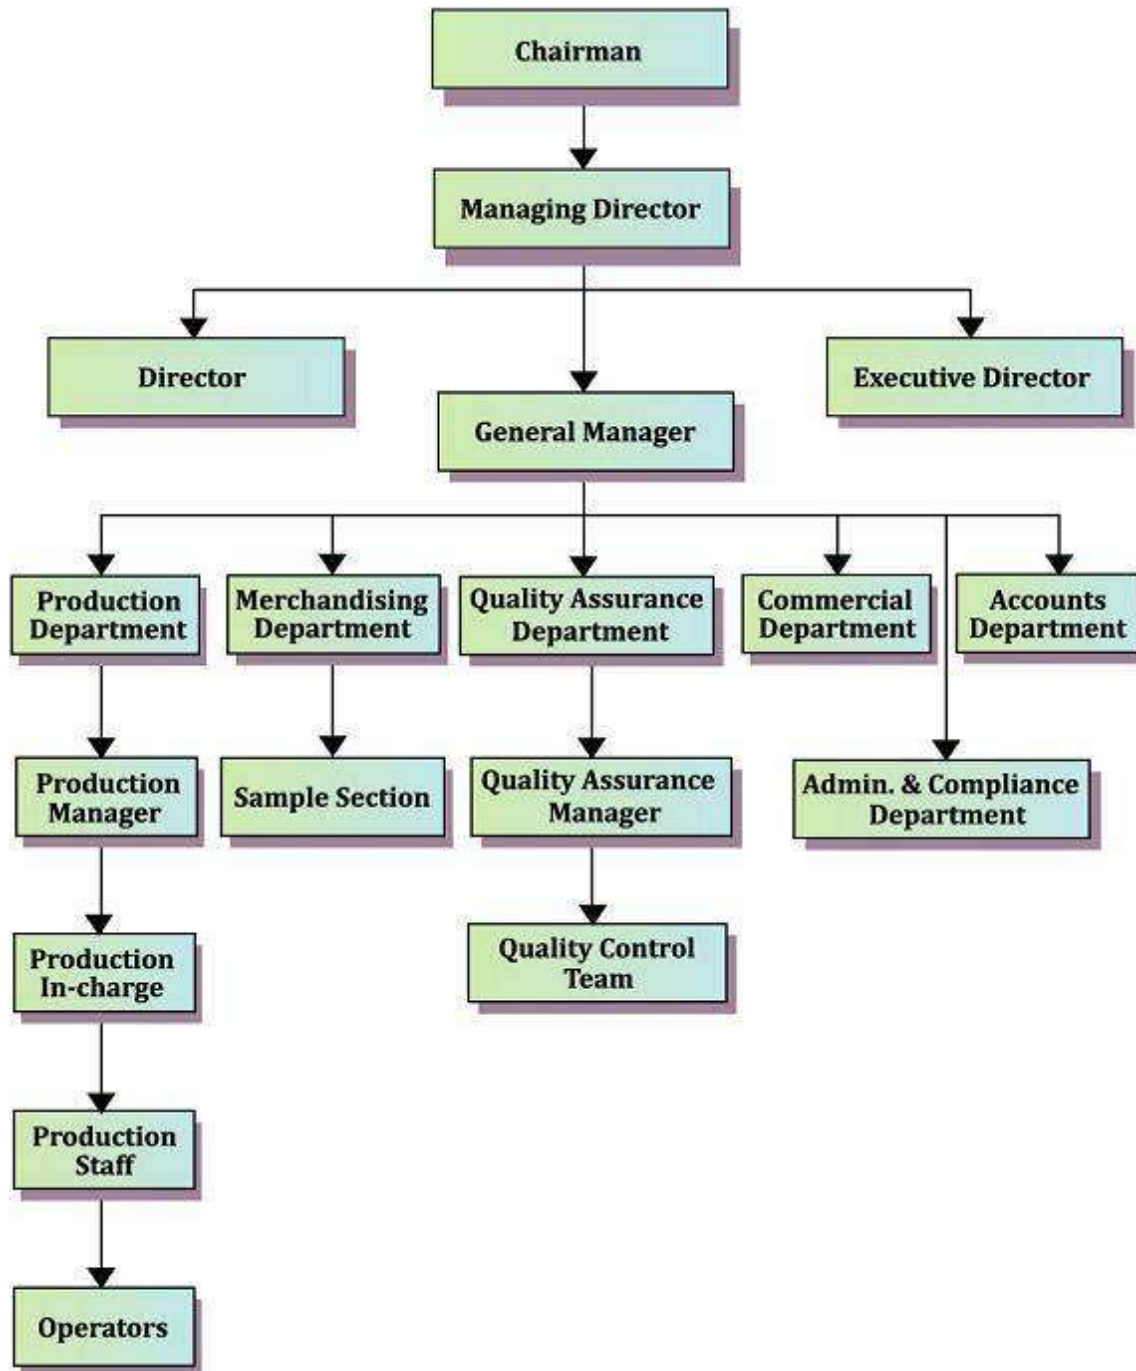 Chairman
Managing Director
Director
Executive Director
General Manager
Production
Department
Merchandising
Department
Quality Assurance
Department
Commercial
Department
Accounts
Department
Production
Manager
Sample Section
Quality Assurance
Manager
Admin. & Compliance
Department
Production
In-charge
Quality Control
Team
Production
Staff
Operators